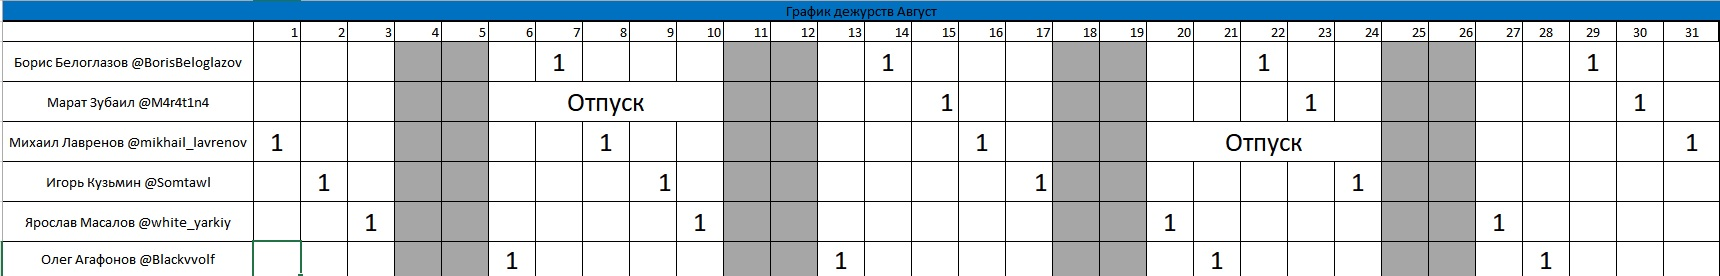 График дежурств Август
1 2 3 4 5 6 7 8 9 10 11 12 13 14 15 16 17 18 19 20 21 22 23 24 25 26 27 28 29 30 31
Борис Белоглазов @BorisBeloglazov 1 1 1 1
Марат Зубаил @M4r4t1n4 Отпуск 1 1 1
Михаил Лавренов @mikhail_lavrenov 1 1 1 Отпуск 1
Игорь Кузьмин @Somtawl 1 1 1 1
Ярослав Масалов @white_yarkiy 1 1 1 1
Олег Агафонов @Blackvvolf 1 1 1 1